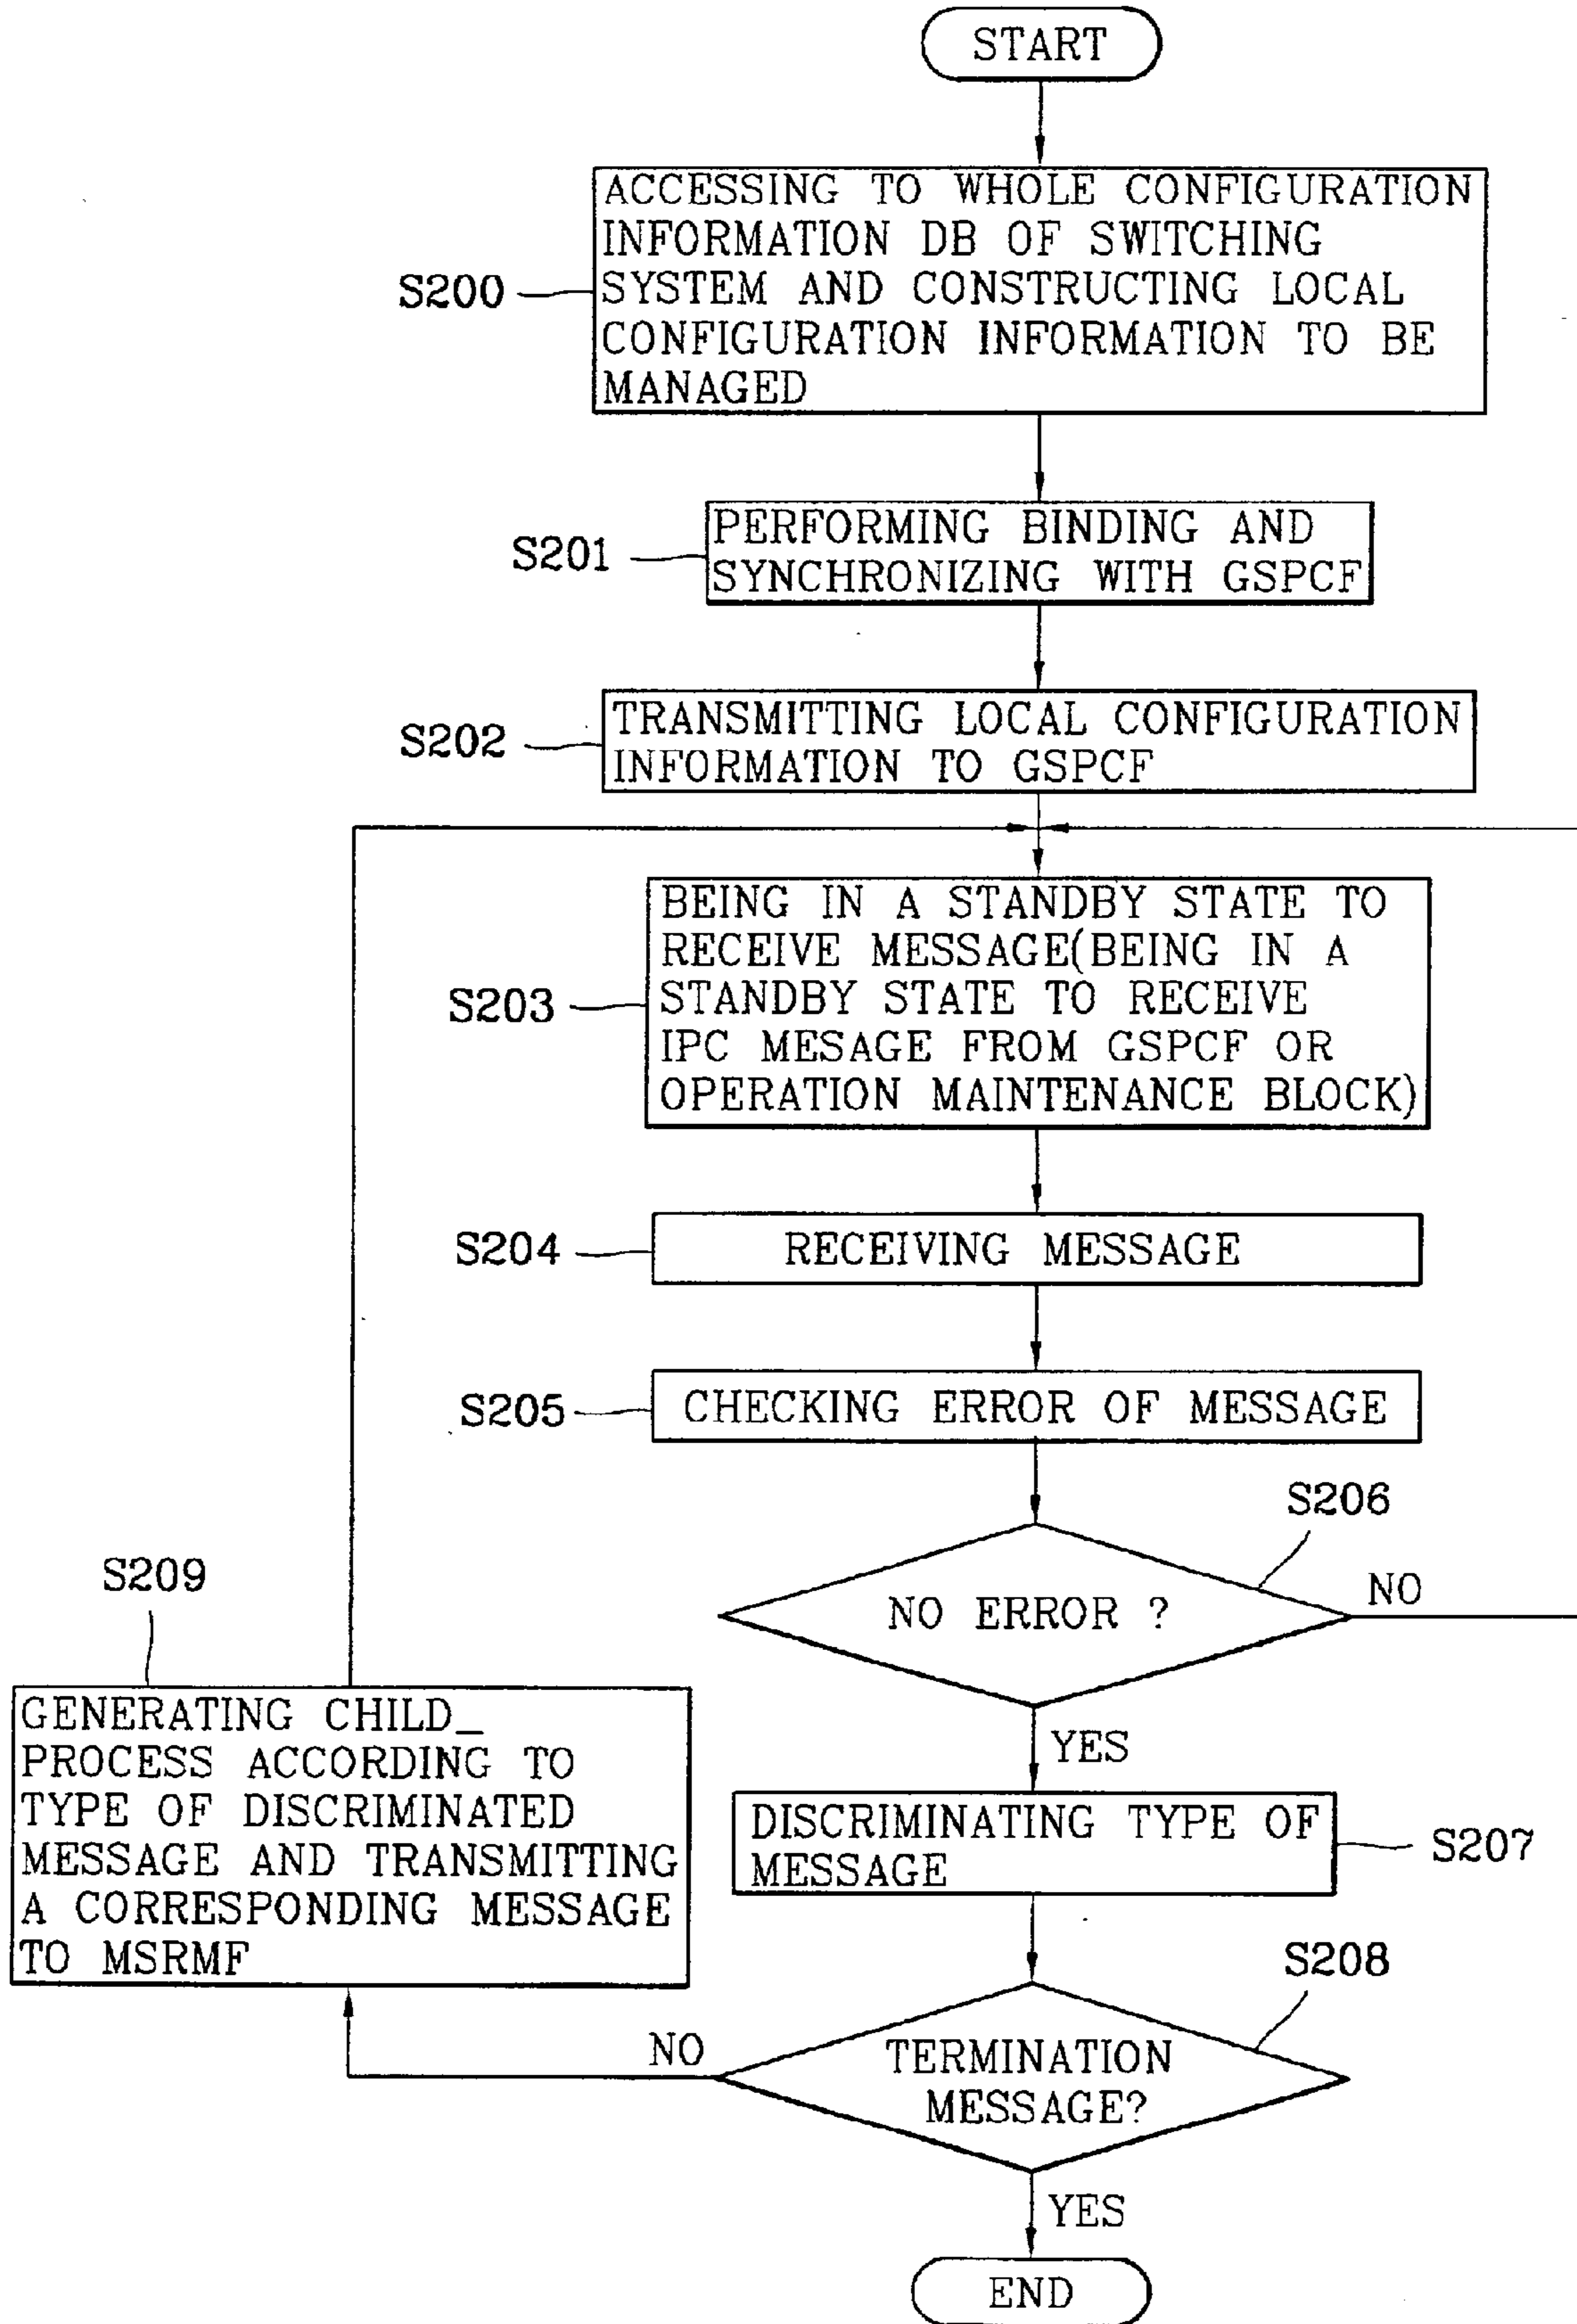 START
ACCESSING TO WHOLE CONFIGURATION
INFORMATION DB OF SWITCHING
SYSTEM AND CONSTRUCTING LOCAL
CONFIGURATION INFORMATION TO BE
MANAGED
S200
PERFORMING BINDING AND
SYNCHRONIZING WITH GSPCF
S201
TRANSMITTING LOCAL CONFIGURATION
INFORMATION TO GSPCF
S202
BEING IN A STANDBY STATE TO
RECEIVE MESSAGE(BEING IN A
STANDBY STATE TO RECEIVE
IPC MESAGE FROM GSPCF OR
OPERATION MAINTENANCE BLOCK)
S203
RECEIVING MESSAGE
S204
CHECKING ERROR OF MESSAGE
S205
S206
NO ERROR ?
NO
YES
DISCRIMINATING TYPE OF
MESSAGE
S207
S208
TERMINATION
MESSAGE?
NO
S209
GENERATING CHILD_
PROCESS ACCORDING TO
TYPE OF DISCRIMINATED
MESSAGE AND TRANSMITTING
A CORRESPONDING MESSAGE
TO MSRMF
YES
END